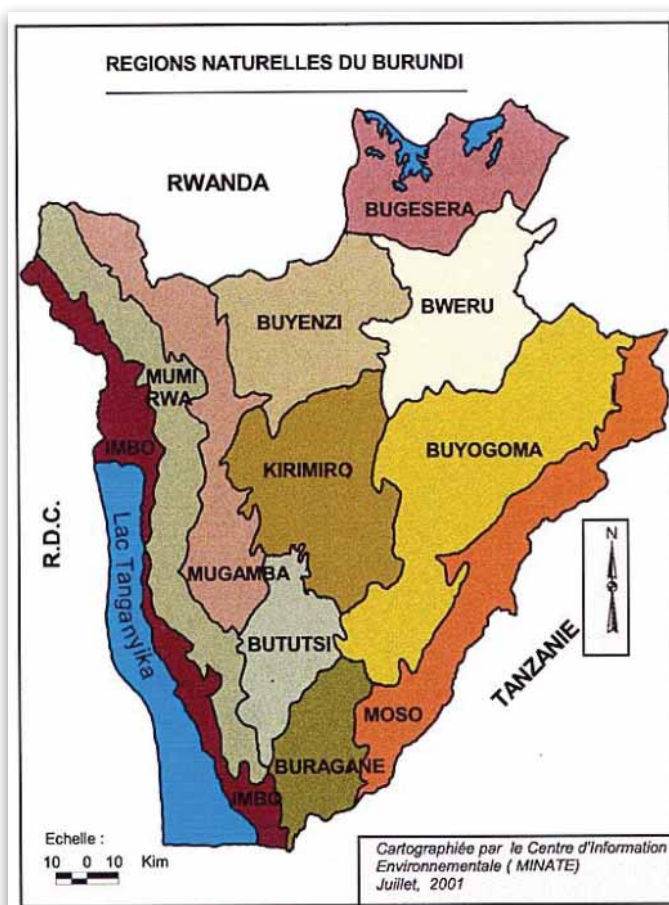 REGIONS NATURELLES DU BURUNDI
RWANDA
BUGESERA
BUYENZI
BWERU
MUMI
RWA
IMBO
KIRIMIRO
BUYOGOMA
R.D.C.
Lac Tanganyika
N
MUGAMBA
BUTUTSI
TANZANIE
MOSO
BURAGANE
IMBO
Echelle :
10 0 10 Kim
Cartographiée par le Centre d'Information
Environnementale ( MINATE)
Juillet, 2001